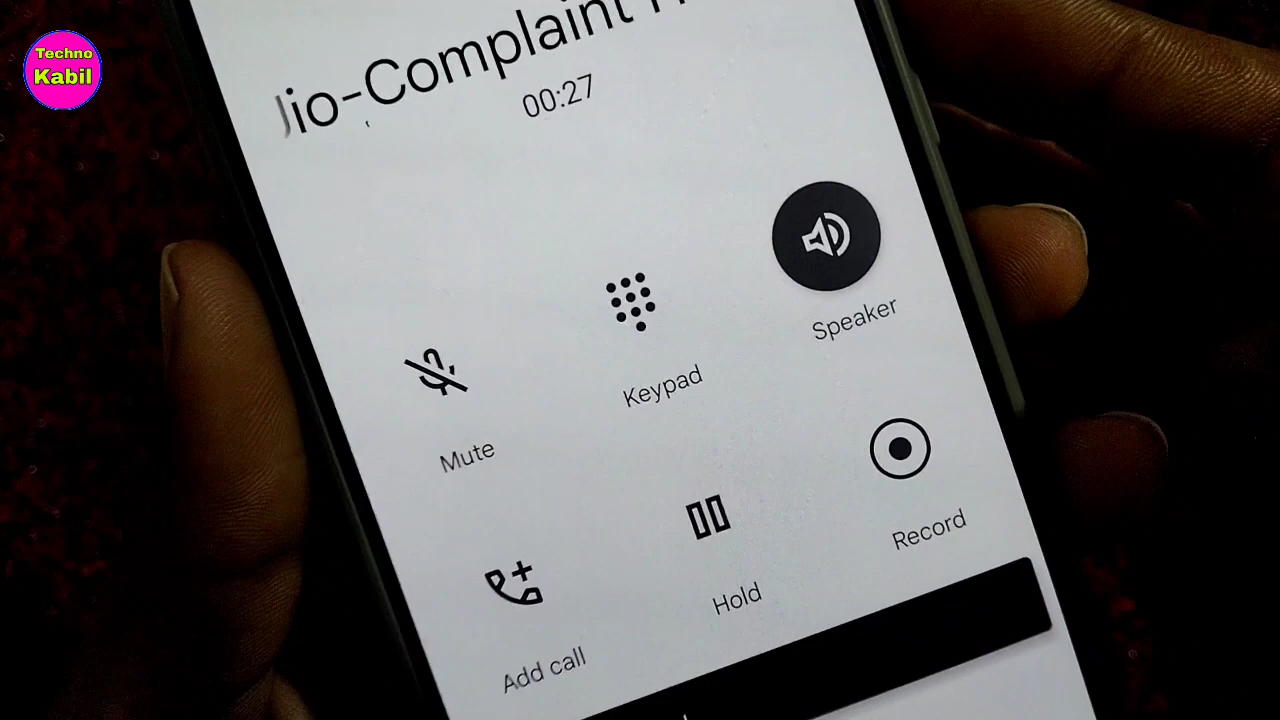 Techno
Kabil
Jio-Complaint
00:27
Speaker
Keypad
Mute
Record
Hold
Add call